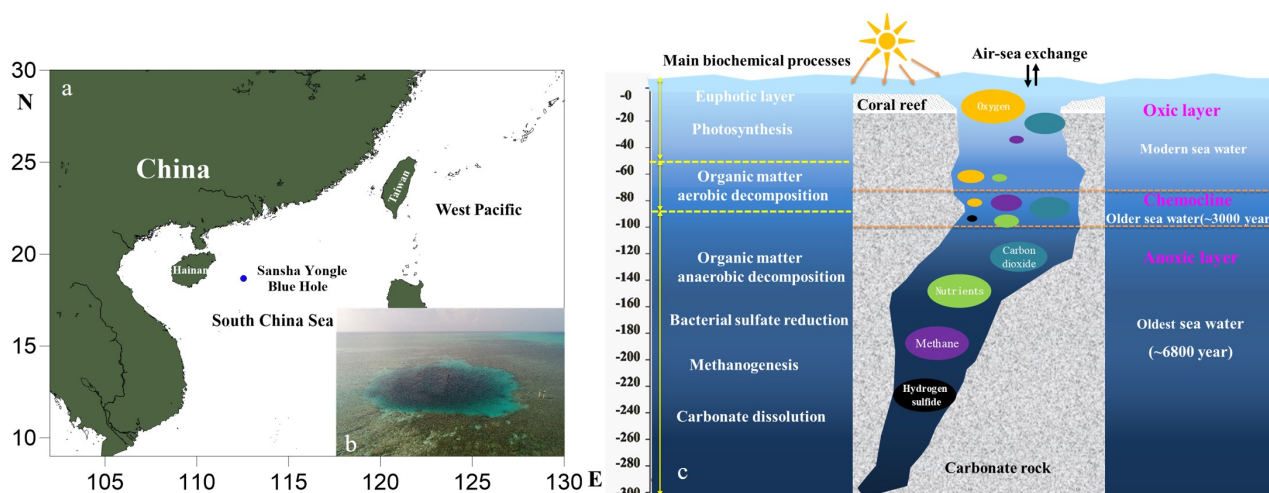 30
N
25
20
15
10
105
110
115
120
125
130
E
a
China
Taiwan
West Pacific
Hainan
Sansha Yongle
Blue Hole
South China Sea
b
Main biochemical processes
Air-sea exchange
Euphotic layer
Photosynthesis
Organic matter
aerobic decomposition
Organic matter
anaerobic decomposition
Bacterial sulfate reduction
Methanogenesis
Carbonate dissolution
-0
-20
-40
-60
-80
-100
-120
-140
-160
-180
-200
-220
-240
-260
-280
-300
Coral reef
Oxygen
Carbon
dioxide
Nutrients
Methane
Hydrogen
sulfide
Carbonate rock
c
Oxic layer
Modern sea water
Chemocline
Older sea water(~3000 year
Anoxic layer
Oldest sea water
(~6800 year)